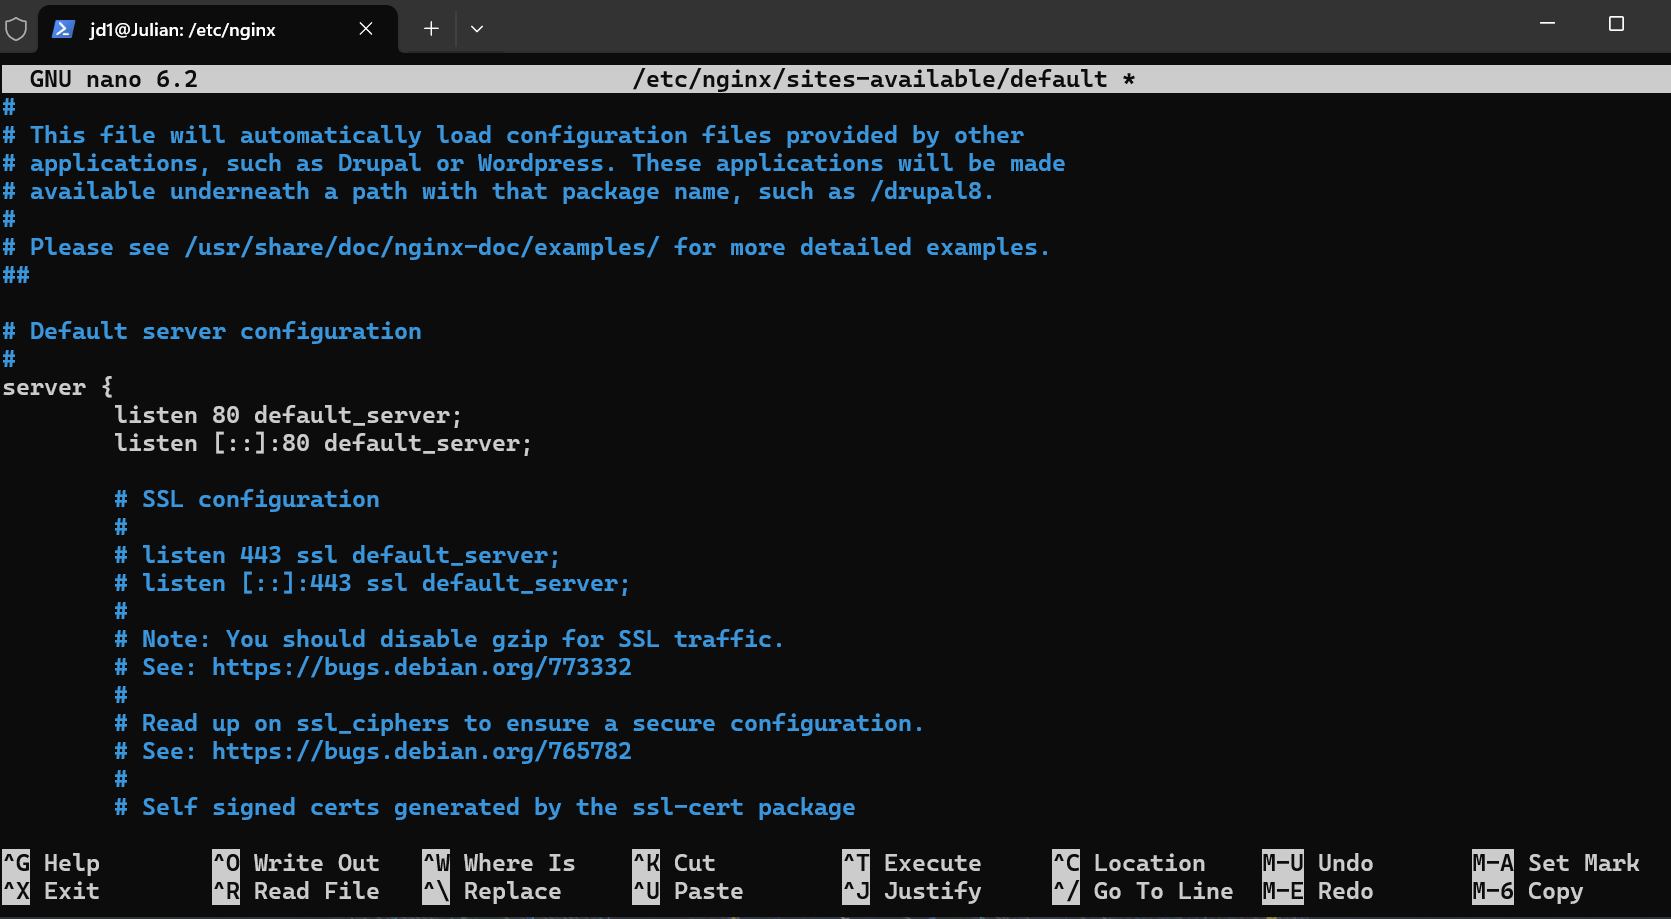 jd1@Julian: /etc/nginx
GNU nano 6.2 /etc/nginx/sites-available/default *
#
# This file will automatically load configuration files provided by other
# applications, such as Drupal or Wordpress. These applications will be made
# available underneath a path with that package name, such as /drupal8.
#
# Please see /usr/share/doc/nginx-doc/examples/ for more detailed examples.
##
# Default server configuration
#
server {
listen 80 default_server;
listen [::]:80 default_server;
# SSL configuration
#
# listen 443 ssl default_server;
# listen [::]:443 ssl default_server;
#
# Note: You should disable gzip for SSL traffic.
# See: https://bugs.debian.org/773332
#
# Read up on ssl_ciphers to ensure a secure configuration.
# See: https://bugs.debian.org/765782
#
# Self signed certs generated by the ssl-cert package
^G Help ^O Write Out ^W Where Is ^K Cut ^T Execute ^C Location M-U Undo M-A Set Mark
^X Exit ^R Read File ^\ Replace ^U Paste ^J Justify ^/ Go To Line M-E Redo M-6 Copy